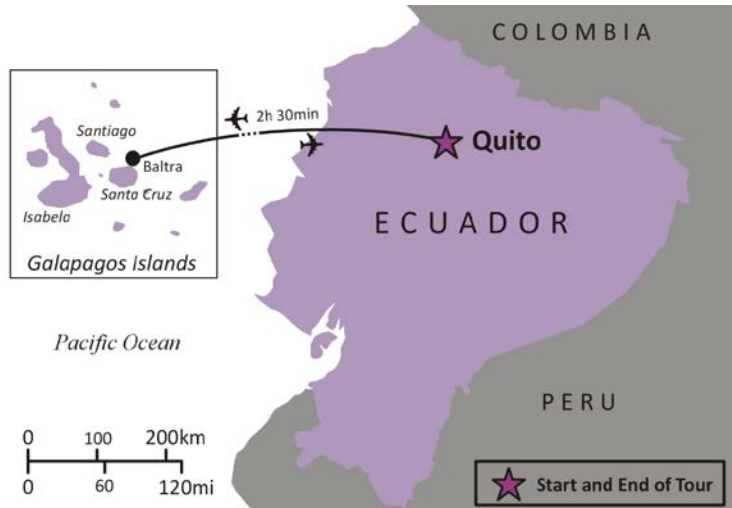 COLOMBIA
2h 30min
Santiago
Baltra
Quito
Santa Cruz
Isabela
ECUADOR
Galapagos Islands
Pacific Ocean
PERU
0 100 200km
0 60 120mi
Start and End of Tour